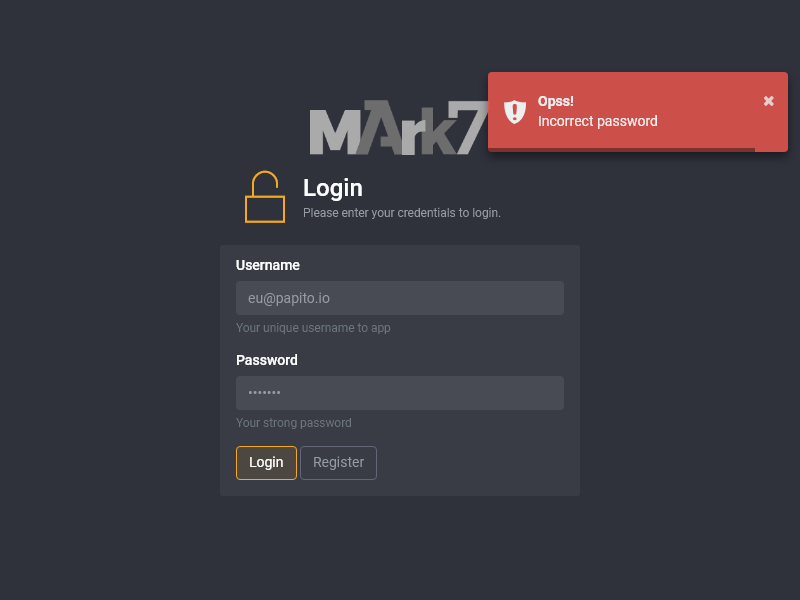 MArk7
Opss!
Incorrect password
Login
Please enter your credentials to login.
Username
eu@papito.io
Your unique username to app
Password
•••••••
Your strong password
Login Register